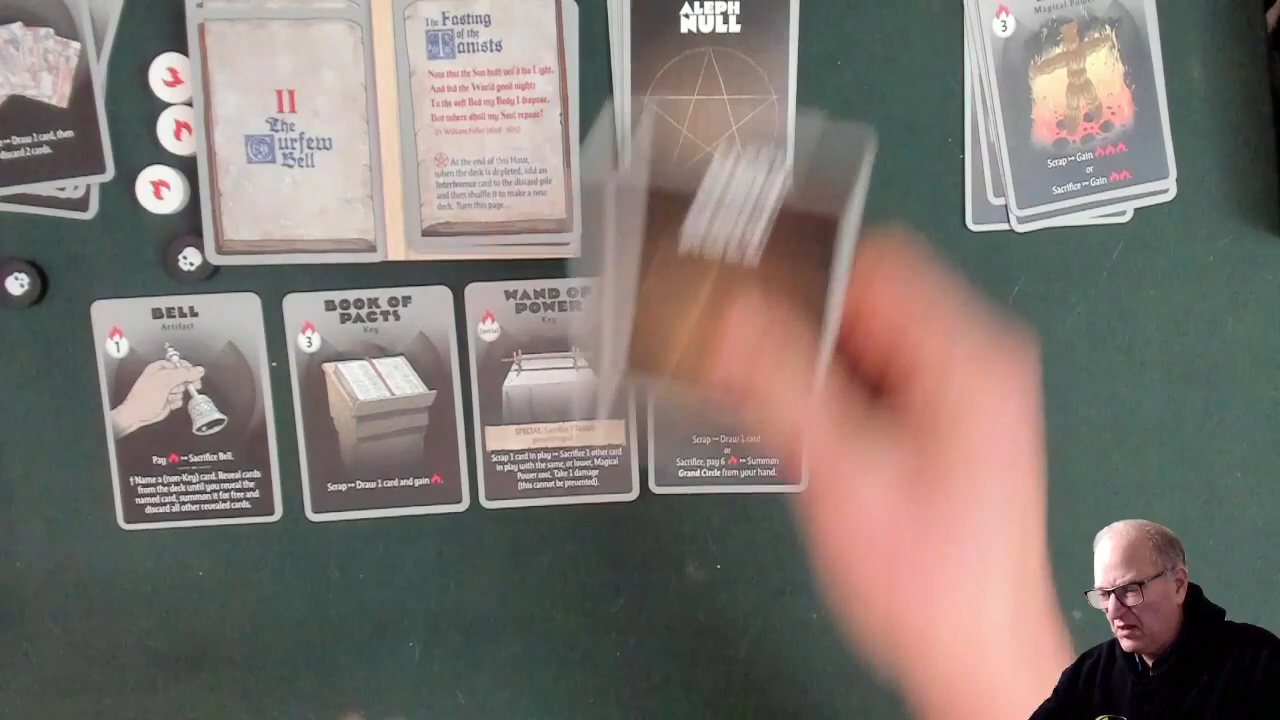 Draw 1 card, then
discard 2 cards.
II
The
Curfew
Bell
The Fasting
of the
Tanists
Now that the Sun hath veil'd his Light,
And bid the World good night;
To the soft Bed my Body I dispose,
But where shall my Soul repose?
At the end of this Hour,
when the deck is depleted, add an
Interference card to the discard pile
and then shuffle it to make a new
deck. Turn this page...
ALEPH
NULL
Magical Power
3
Scrap Gain
or
Sacrifice Gain
BELL
Artifact
1
Pay Sacrifice Bell.
† Name a (non-Key) card. Reveal cards
from the deck until you reveal the
named card, summon it for free and
discard all other revealed cards.
BOOK OF
PACTS
Key
3
Scrap Draw 1 card and gain
WAND OF
POWER
Key
Special
SPECIAL: Sacrifice 1
Scrap 1 card in play Sacrifice 1 other card
in play with the same, or lower, Magical
Power cost. Take 1 damage
(this cannot be prevented).
Scrap Draw 1 card
or
Sacrifice, pay 6 Summon
Grand Circle from your hand.